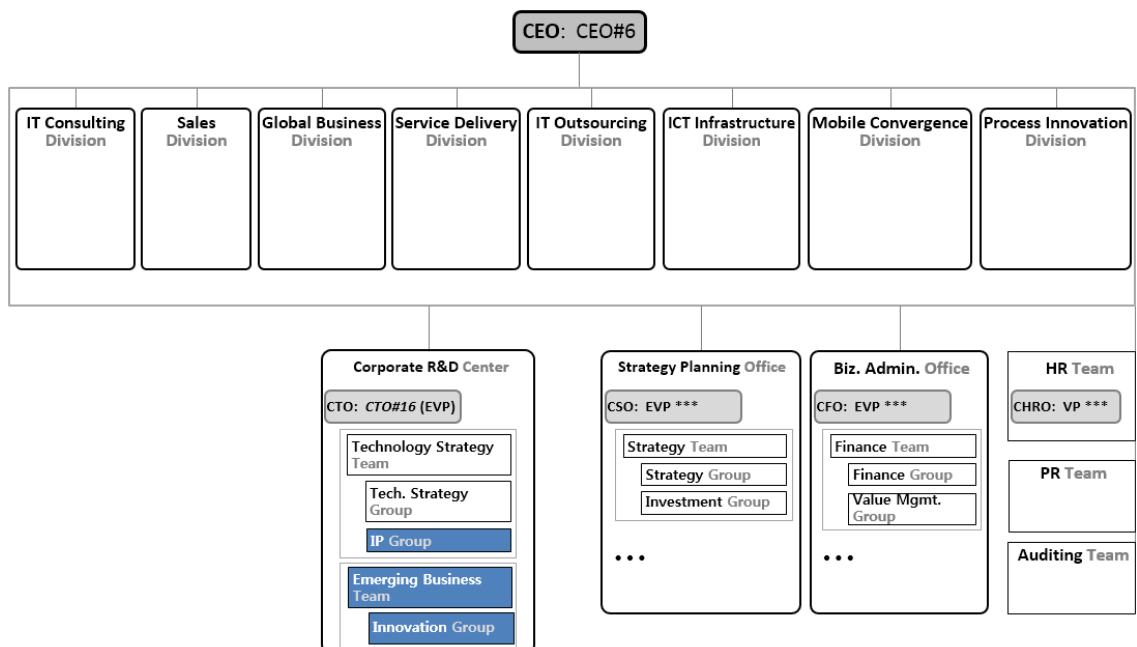 CEO: CEO#6
IT Consulting
Division
Sales
Division
Global Business
Division
Service Delivery
Division
IT Outsourcing
Division
ICT Infrastructure
Division
Mobile Convergence
Division
Process Innovation
Division
Corporate R&D Center
CTO: CTO#16 (EVP)
Technology Strategy
Team
Tech. Strategy
Group
IP Group
Emerging Business
Team
Innovation Group
Strategy Planning Office
CSO: EVP ***
Strategy Team
Strategy Group
Investment Group
...
Biz. Admin. Office
CFO: EVP ***
Finance Team
Finance Group
Value Mgmt.
Group
...
HR Team
CHRO: VP ***
PR Team
Auditing Team